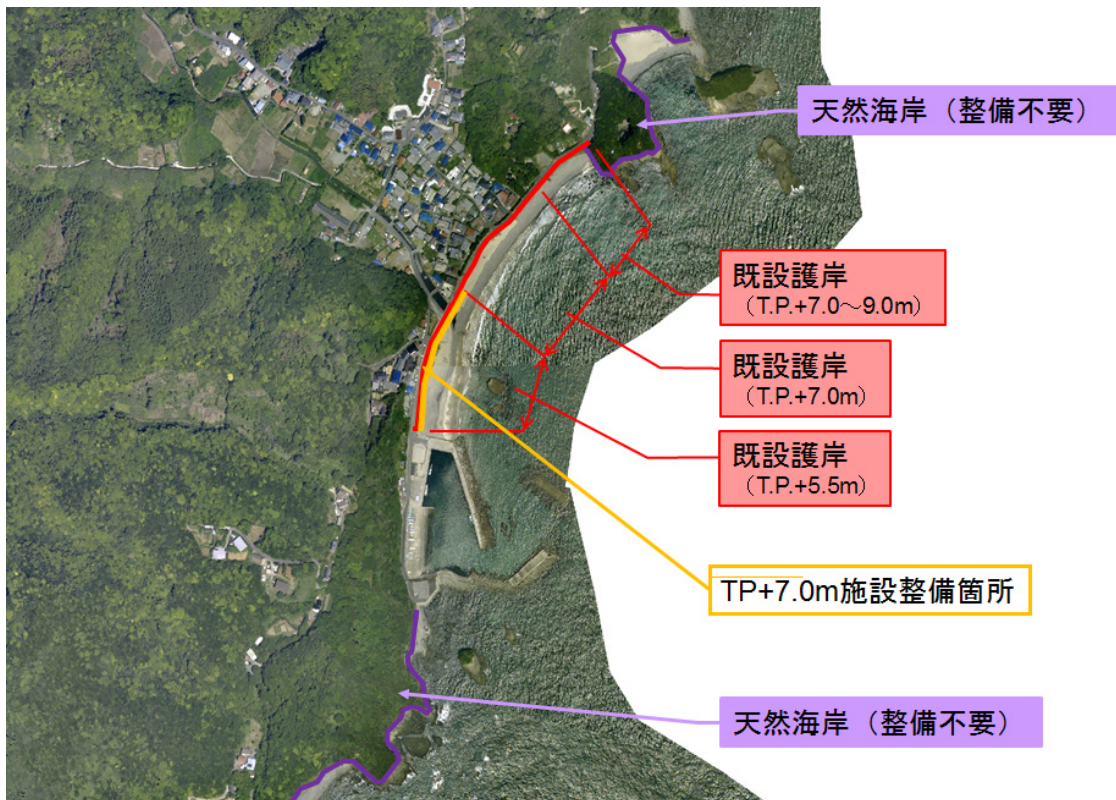 天然海岸（整備不要）
既設護岸
（T.P.+7.0～9.0m）
既設護岸
（T.P.+7.0m）
既設護岸
（T.P.+5.5m）
TP+7.0m施設整備箇所
天然海岸（整備不要）